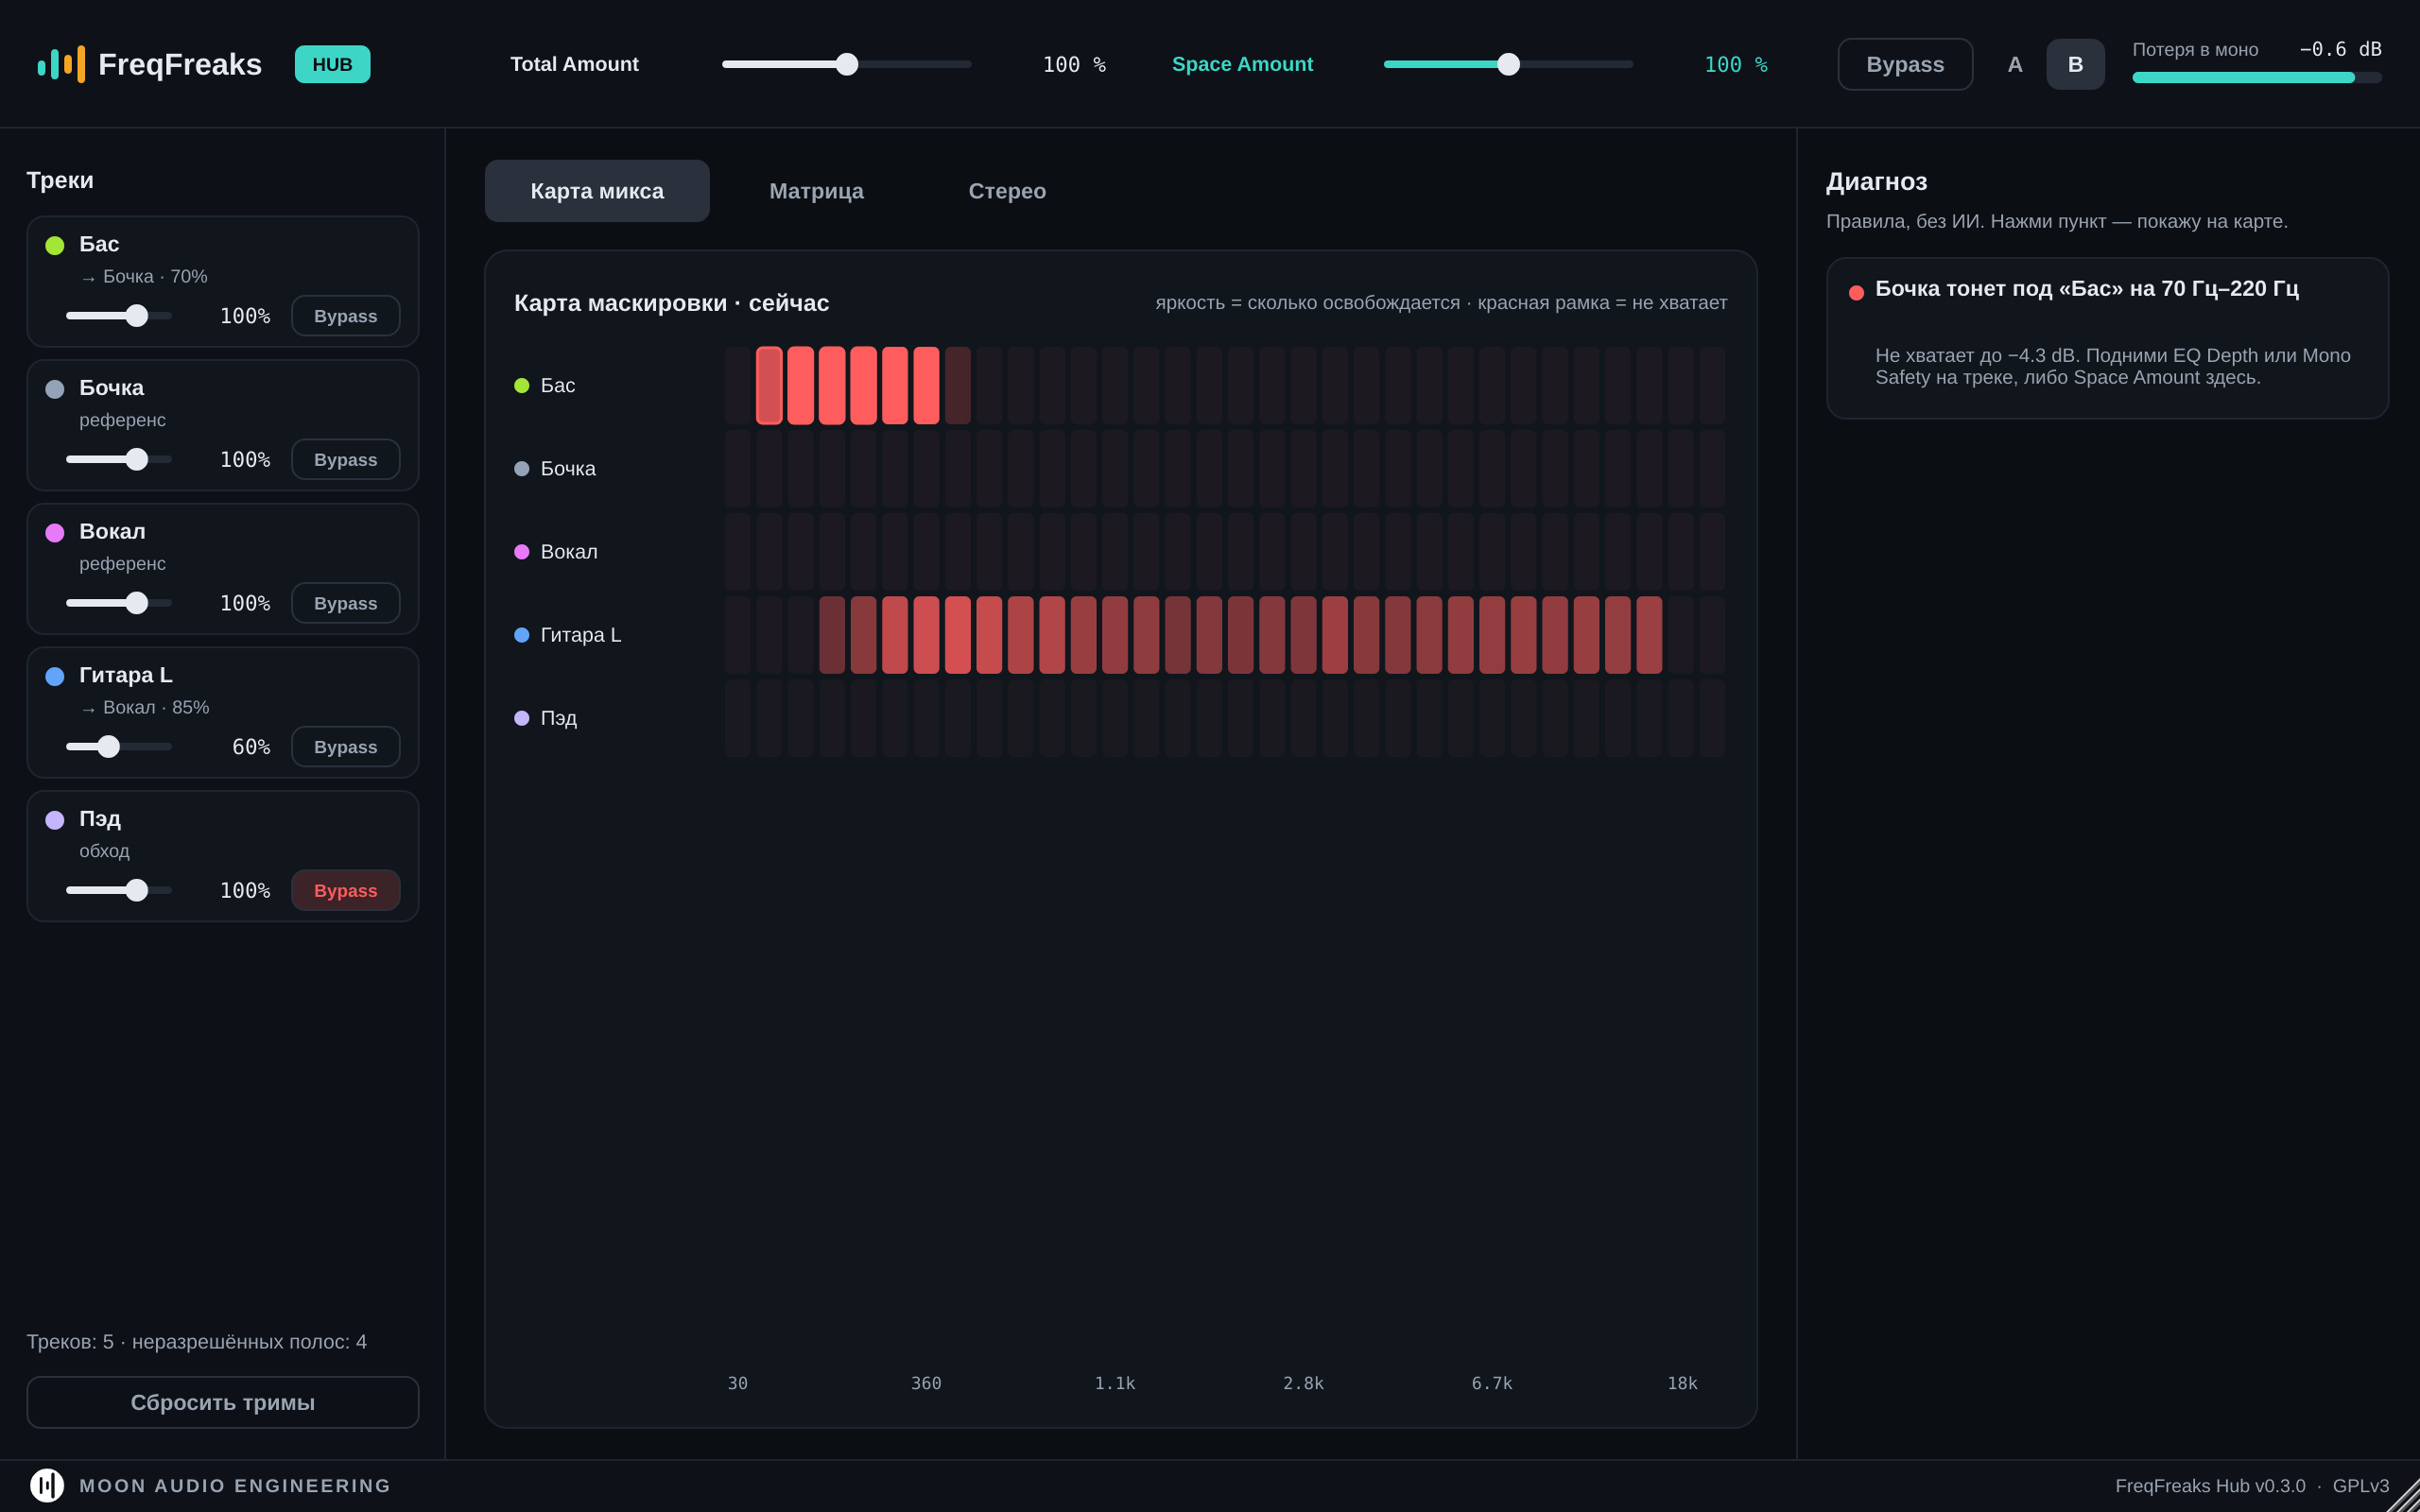 FreqFreaks HUB
Total Amount 100 % Space Amount 100 %
Bypass A B
Потеря в моно −0.6 dB
Треки
Бас
→ Бочка · 70%
100% Bypass
Бочка
референс
100% Bypass
Вокал
референс
100% Bypass
Гитара L
→ Вокал · 85%
60% Bypass
Пэд
обход
100% Bypass
Треков: 5 · неразрешённых полос: 4
Сбросить тримы
Карта микса Матрица Стерео
Карта маскировки · сейчас
яркость = сколько освобождается · красная рамка = не хватает
Бас
Бочка
Вокал
Гитара L
Пэд
30 360 1.1k 2.8k 6.7k 18k
Диагноз
Правила, без ИИ. Нажми пункт — покажу на карте.
Бочка тонет под «Бас» на 70 Гц–220 Гц
Не хватает до −4.3 dB. Подними EQ Depth или Mono
Safety на треке, либо Space Amount здесь.
MOON AUDIO ENGINEERING
FreqFreaks Hub v0.3.0 · GPLv3